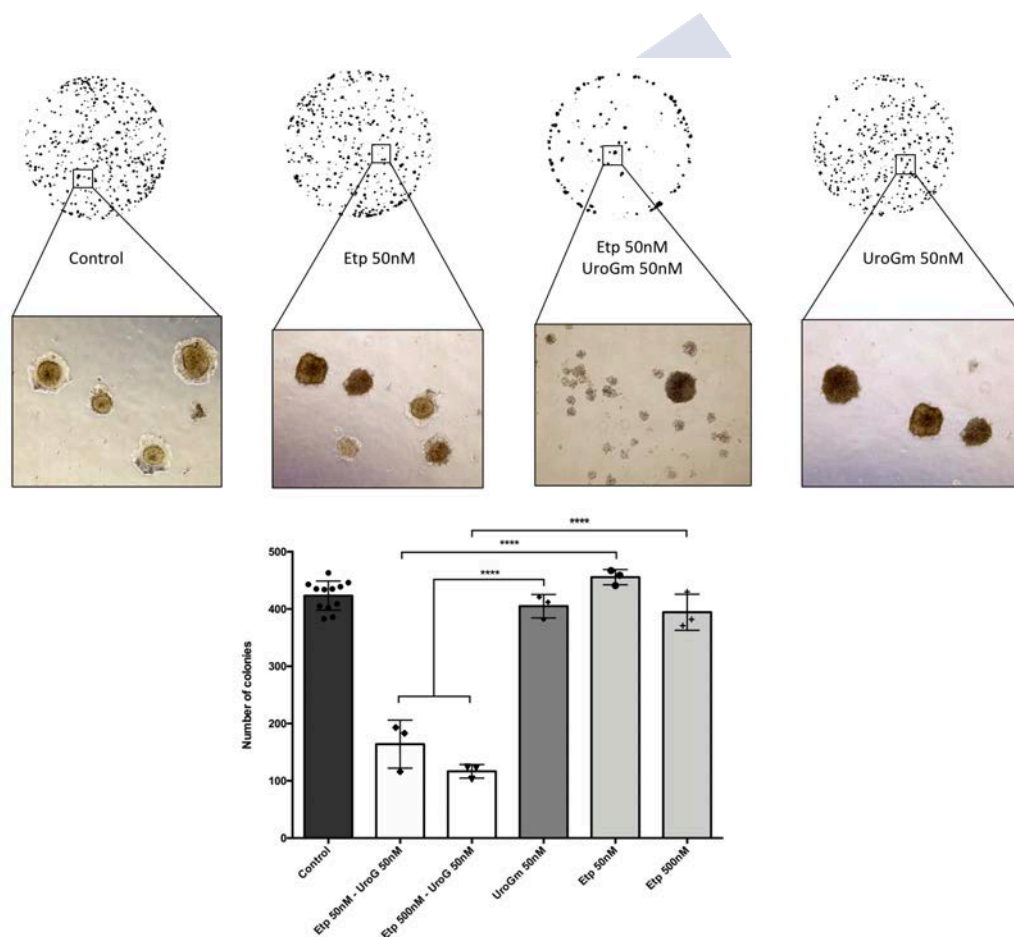 Control
Etp 50nM
Etp 50nM
UroGm 50nM
UroGm 50nM
****
****
****
Number of colonies
500
400
300
200
100
0
Control
Etp 50nM - UroG 50nM
Etp 500nM - UroG 50nM
UroGm 50nM
Etp 50nM
Etp 500nM